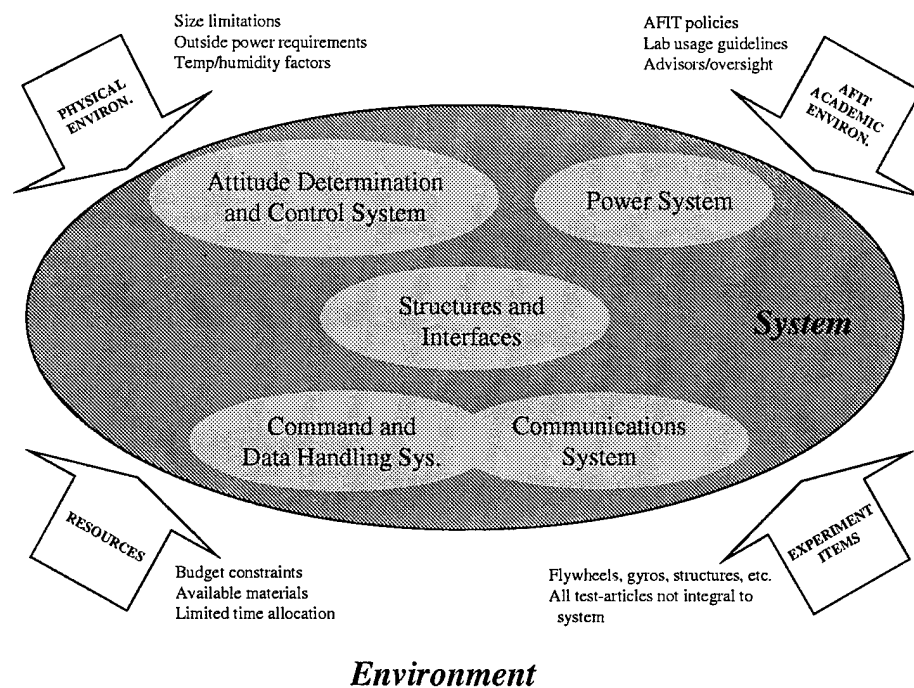 Size limitations
Outside power requirements
Temp/humidity factors
AFIT policies
Lab usage guidelines
Advisors/oversight
PHYSICAL
ENVIRON.
AFIT
ACADEMIC
ENVIRON.
Attitude Determination
and Control System
Power System
Structures and
Interfaces
System
Command and
Data Handling Sys.
Communications
System
RESOURCES
EXPERIMENT
ITEMS
Budget constraints
Available materials
Limited time allocation
Flywheels, gyros, structures, etc.
All test-articles not integral to
system
Environment